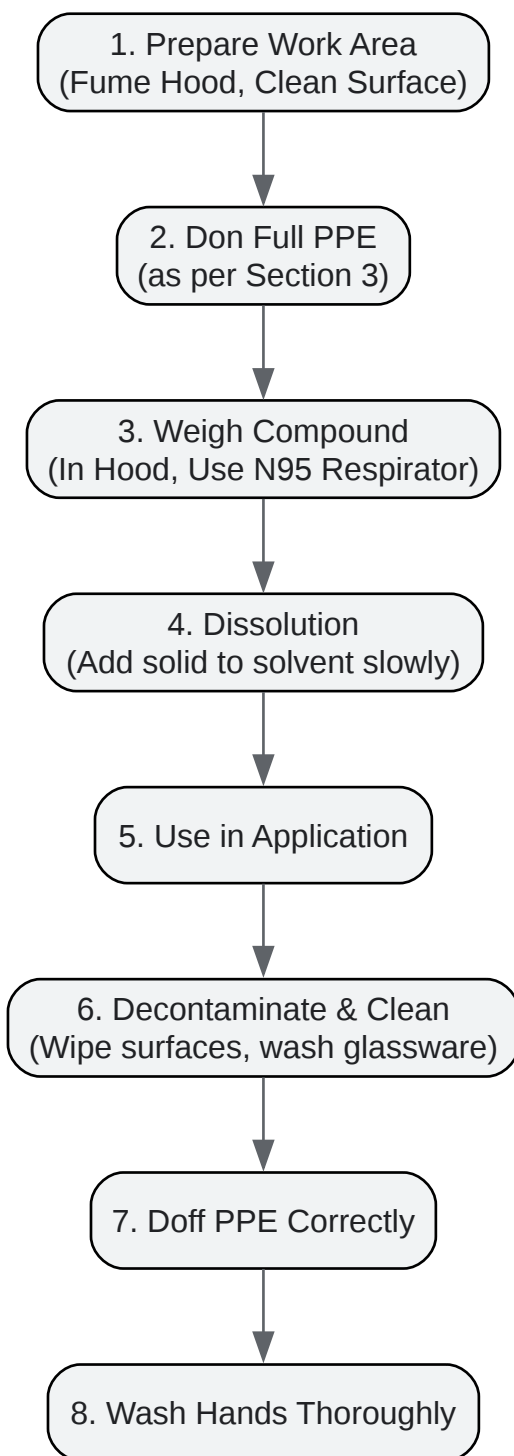 1. Prepare Work Area
(Fume Hood, Clean Surface)
2. Don Full PPE
(as per Section 3)
3. Weigh Compound
(In Hood, Use N95 Respirator)
4. Dissolution
(Add solid to solvent slowly)
5. Use in Application
6. Decontaminate & Clean
(Wipe surfaces, wash glassware)
7. Doff PPE Correctly
8. Wash Hands Thoroughly